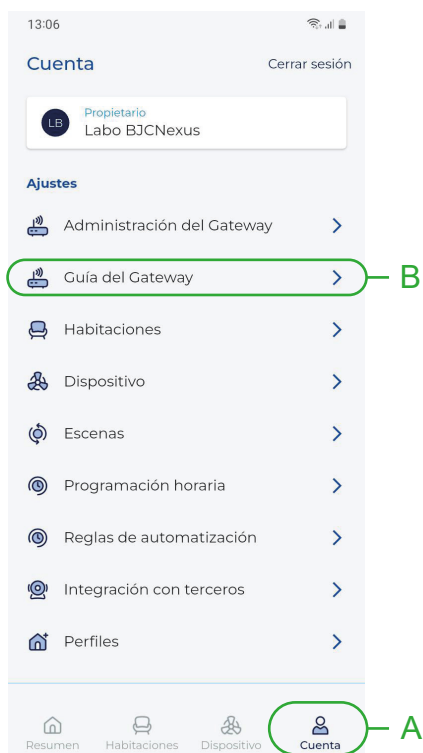 13:06
Cuenta Cerrar sesión
LB Propietario
Labo BJCNexus
Ajustes
Administración del Gateway
Guía del Gateway B
Habitaciones
Dispositivo
Escenas
Programación horaria
Reglas de automatización
Integración con terceros
Perfiles
Resumen Habitaciones Dispositivo Cuenta A